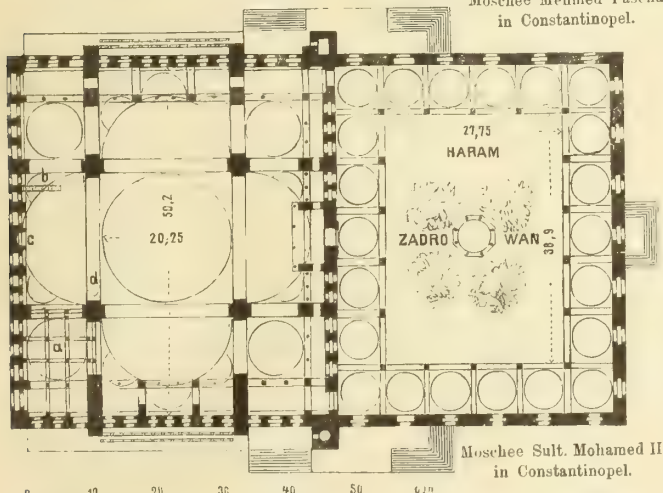 Moschee Mehmed Pascha
in Constantinopel.
27,75
HARAM
b
50,2
c
20,25
ZADRO WAN
38,9
d
a
Moschee Sult. Mohamed II
in Constantinopel.
0 10 20 30 40 50